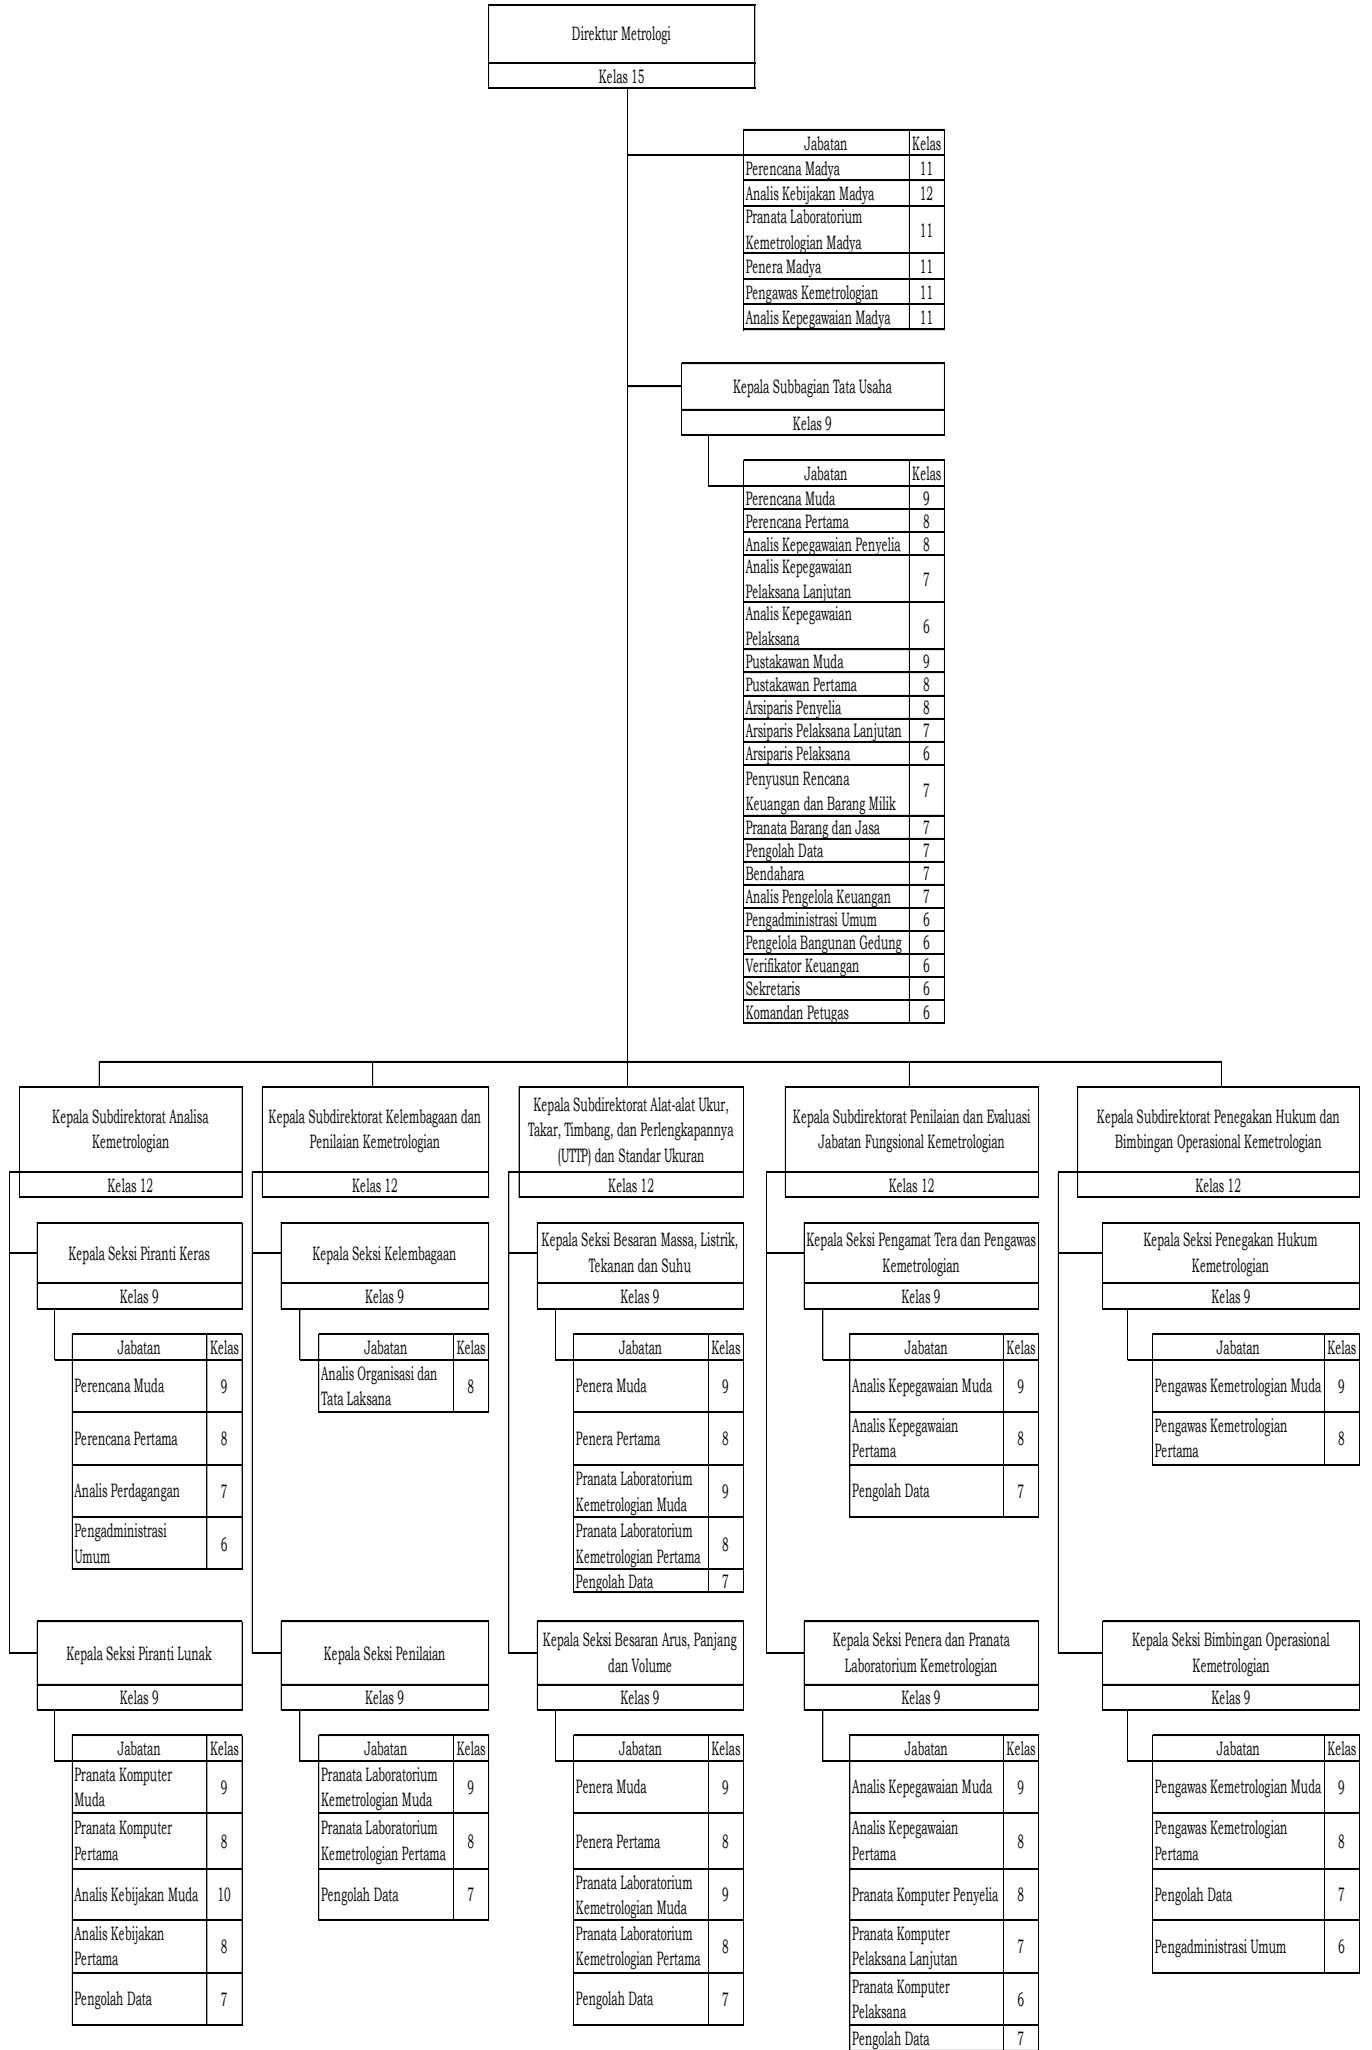 Direktur Metrologi
Kelas 15
Jabatan Kelas
Perencana Madya 11
Analis Kebijakan Madya 12
Pranata Laboratorium
Kemetrologian Madya 11
Penera Madya 11
Pengawas Kemetrologian 11
Analis Kepegawaian Madya 11
Kepala Subbagian Tata Usaha
Kelas 9
Jabatan Kelas
Perencana Muda 9
Perencana Pertama 8
Analis Kepegawaian Penyelia 8
Analis Kepegawaian
Pelaksana Lanjutan 7
Analis Kepegawaian
Pelaksana 6
Pustakawan Muda 9
Pustakawan Pertama 8
Arsiparis Penyelia 8
Arsiparis Pelaksana Lanjutan 7
Arsiparis Pelaksana 6
Penyusun Rencana
Keuangan dan Barang Milik 7
Pranata Barang dan Jasa 7
Pengolah Data 7
Bendahara 7
Analis Pengelola Keuangan 7
Pengadministrasi Umum 6
Pengelola Bangunan Gedung 6
Verifikator Keuangan 6
Sekretaris 6
Komandan Petugas 6
Kepala Subdirektorat Analisa
Kemetrologian
Kelas 12
Kepala Seksi Piranti Keras
Kelas 9
Jabatan Kelas
Perencana Muda 9
Perencana Pertama 8
Analis Perdagangan 7
Pengadministrasi
Umum 6
Kepala Seksi Piranti Lunak
Kelas 9
Jabatan Kelas
Pranata Komputer
Muda 9
Pranata Komputer
Pertama 8
Analis Kebijakan Muda 10
Analis Kebijakan
Pertama 8
Pengolah Data 7
Kepala Subdirektorat Kelembagaan dan
Penilaian Kemetrologian
Kelas 12
Kepala Seksi Kelembagaan
Kelas 9
Jabatan Kelas
Analis Organisasi dan
Tata Laksana 8
Kepala Seksi Penilaian
Kelas 9
Jabatan Kelas
Pranata Laboratorium
Kemetrologian Muda 9
Pranata Laboratorium
Kemetrologian Pertama 8
Pengolah Data 7
Kepala Subdirektorat Alat-alat Ukur,
Takar, Timbang, dan Perlengkapannya
(UTTP) dan Standar Ukuran
Kelas 12
Kepala Seksi Besaran Massa, Listrik,
Tekanan dan Suhu
Kelas 9
Jabatan Kelas
Penera Muda 9
Penera Pertama 8
Pranata Laboratorium
Kemetrologian Muda 9
Pranata Laboratorium
Kemetrologian Pertama 8
Pengolah Data 7
Kepala Seksi Besaran Arus, Panjang
dan Volume
Kelas 9
Jabatan Kelas
Penera Muda 9
Penera Pertama 8
Pranata Laboratorium
Kemetrologian Muda 9
Pranata Laboratorium
Kemetrologian Pertama 8
Pengolah Data 7
Kepala Subdirektorat Penilaian dan Evaluasi
Jabatan Fungsional Kemetrologian
Kelas 12
Kepala Seksi Pengamat Tera dan Pengawas
Kemetrologian
Kelas 9
Jabatan Kelas
Analis Kepegawaian Muda 9
Analis Kepegawaian
Pertama 8
Pengolah Data 7
Kepala Seksi Penera dan Pranata
Laboratorium Kemetrologian
Kelas 9
Jabatan Kelas
Analis Kepegawaian Muda 9
Analis Kepegawaian
Pertama 8
Pranata Komputer Penyelia 8
Pranata Komputer
Pelaksana Lanjutan 7
Pranata Komputer
Pelaksana 6
Pengolah Data 7
Kepala Subdirektorat Penegakan Hukum dan
Bimbingan Operasional Kemetrologian
Kelas 12
Kepala Seksi Penegakan Hukum
Kemetrologian
Kelas 9
Jabatan Kelas
Pengawas Kemetrologian Muda 9
Pengawas Kemetrologian
Pertama 8
Kepala Seksi Bimbingan Operasional
Kemetrologian
Kelas 9
Jabatan Kelas
Pengawas Kemetrologian Muda 9
Pengawas Kemetrologian
Pertama 8
Pengolah Data 7
Pengadministrasi Umum 6